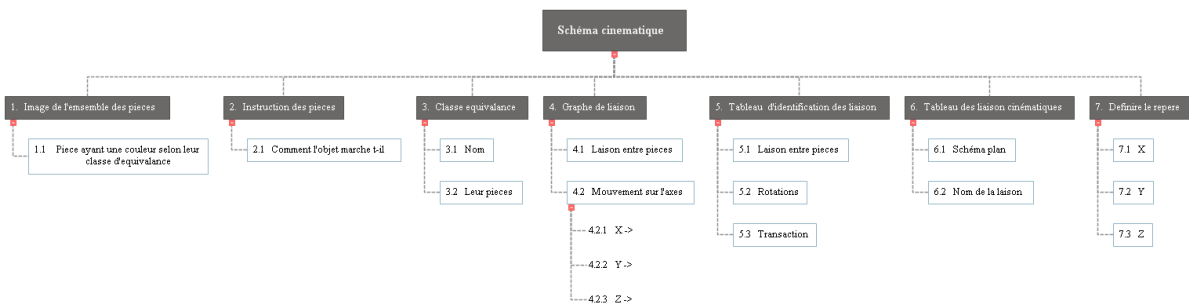 Schéma cinematique
1. Image de l'emsemble des pieces
1.1 Piece ayant une couleur selon leur
classe d'equivalance
2. Instruction des pieces
2.1 Comment l'objet marche t-il
3. Classe equivalance
3.1 Nom
3.2 Leur pieces
4. Graphe de liaison
4.1 Laison entre pieces
4.2 Mouvement sur l'axes
4.2.1 X ->
4.2.2 Y ->
4.2.3 Z ->
5. Tableau d'identification des liaison
5.1 Laison entre pieces
5.2 Rotations
5.3 Transaction
6. Tableau des liaison cinématiques
6.1 Schéma plan
6.2 Nom de la laison
7. Definire le repere
7.1 X
7.2 Y
7.3 Z